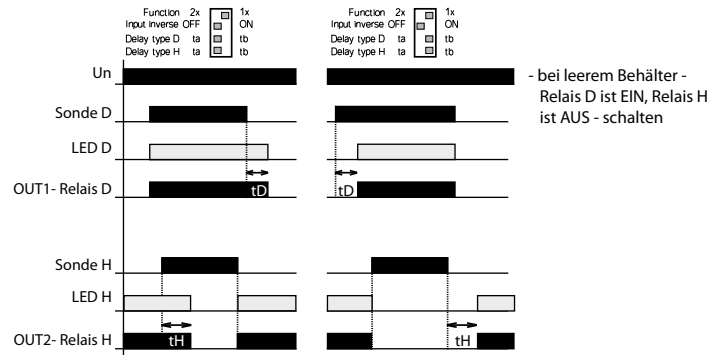 Function 2x 1x
Input inverse OFF ON
Delay type D ta tb
Delay type H ta tb
Function 2x 1x
Input inverse OFF ON
Delay type D ta tb
Delay type H ta tb
Un
- bei leerem Behälter -
Relais D ist EIN, Relais H
ist AUS - schalten
Sonde D
LED D
OUT1- Relais D
tD
tD
Sonde H
LED H
OUT2- Relais H
tH
tH